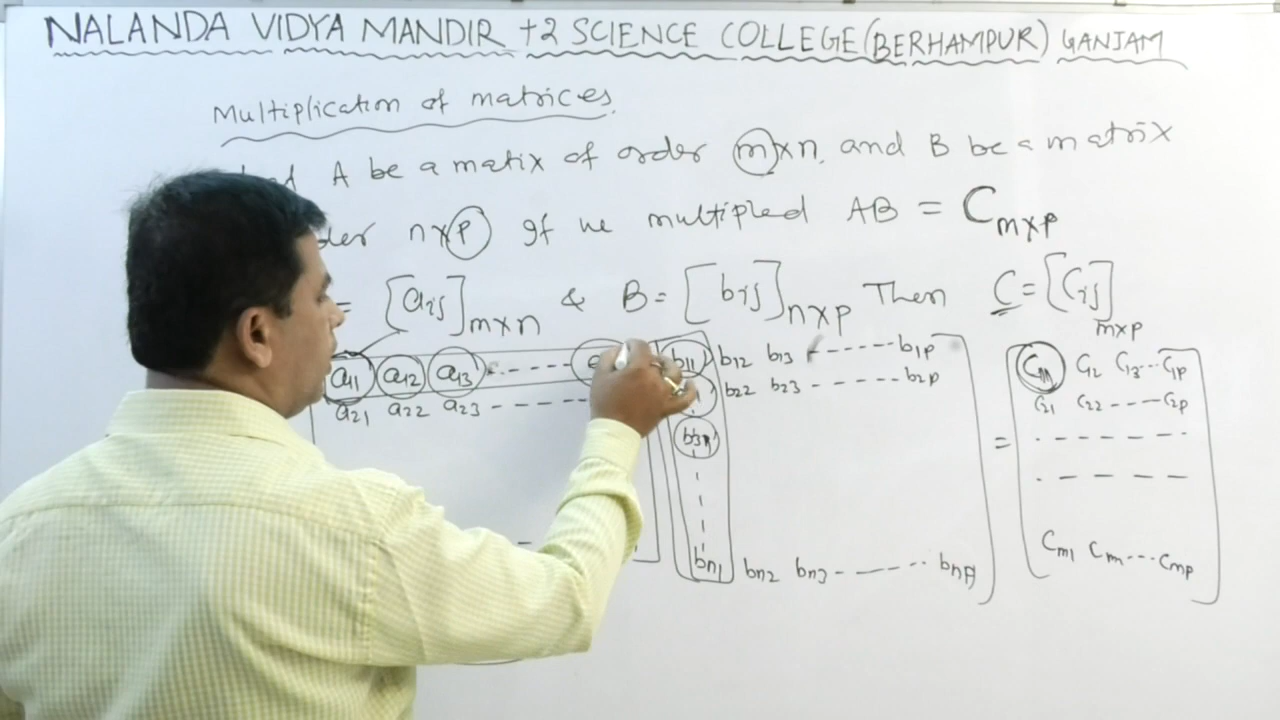 NALANDA VIDYA MANDIR +2 SCIENCE COLLEGE (BERHAMPUR) GANJAM
Multiplication of matrices.
A be a matix of order m×n. and B be a matrix
n×p If we multipled AB = C m×p
= [aij] m×n & B = [bij] n×p Then C = [Cij] m×p
a11 a12 a13 ------ b11 b12 b13 ------ b1p C11 C12 C13 --- C1p
a21 a22 a23 ------ b22 b23 ------ b2p C21 C22 ---- C2p
b31 = - - - - - - -
- - - - - - -
bn1 bn2 bn3 ------ bnp Cm1 Cm --- Cmp